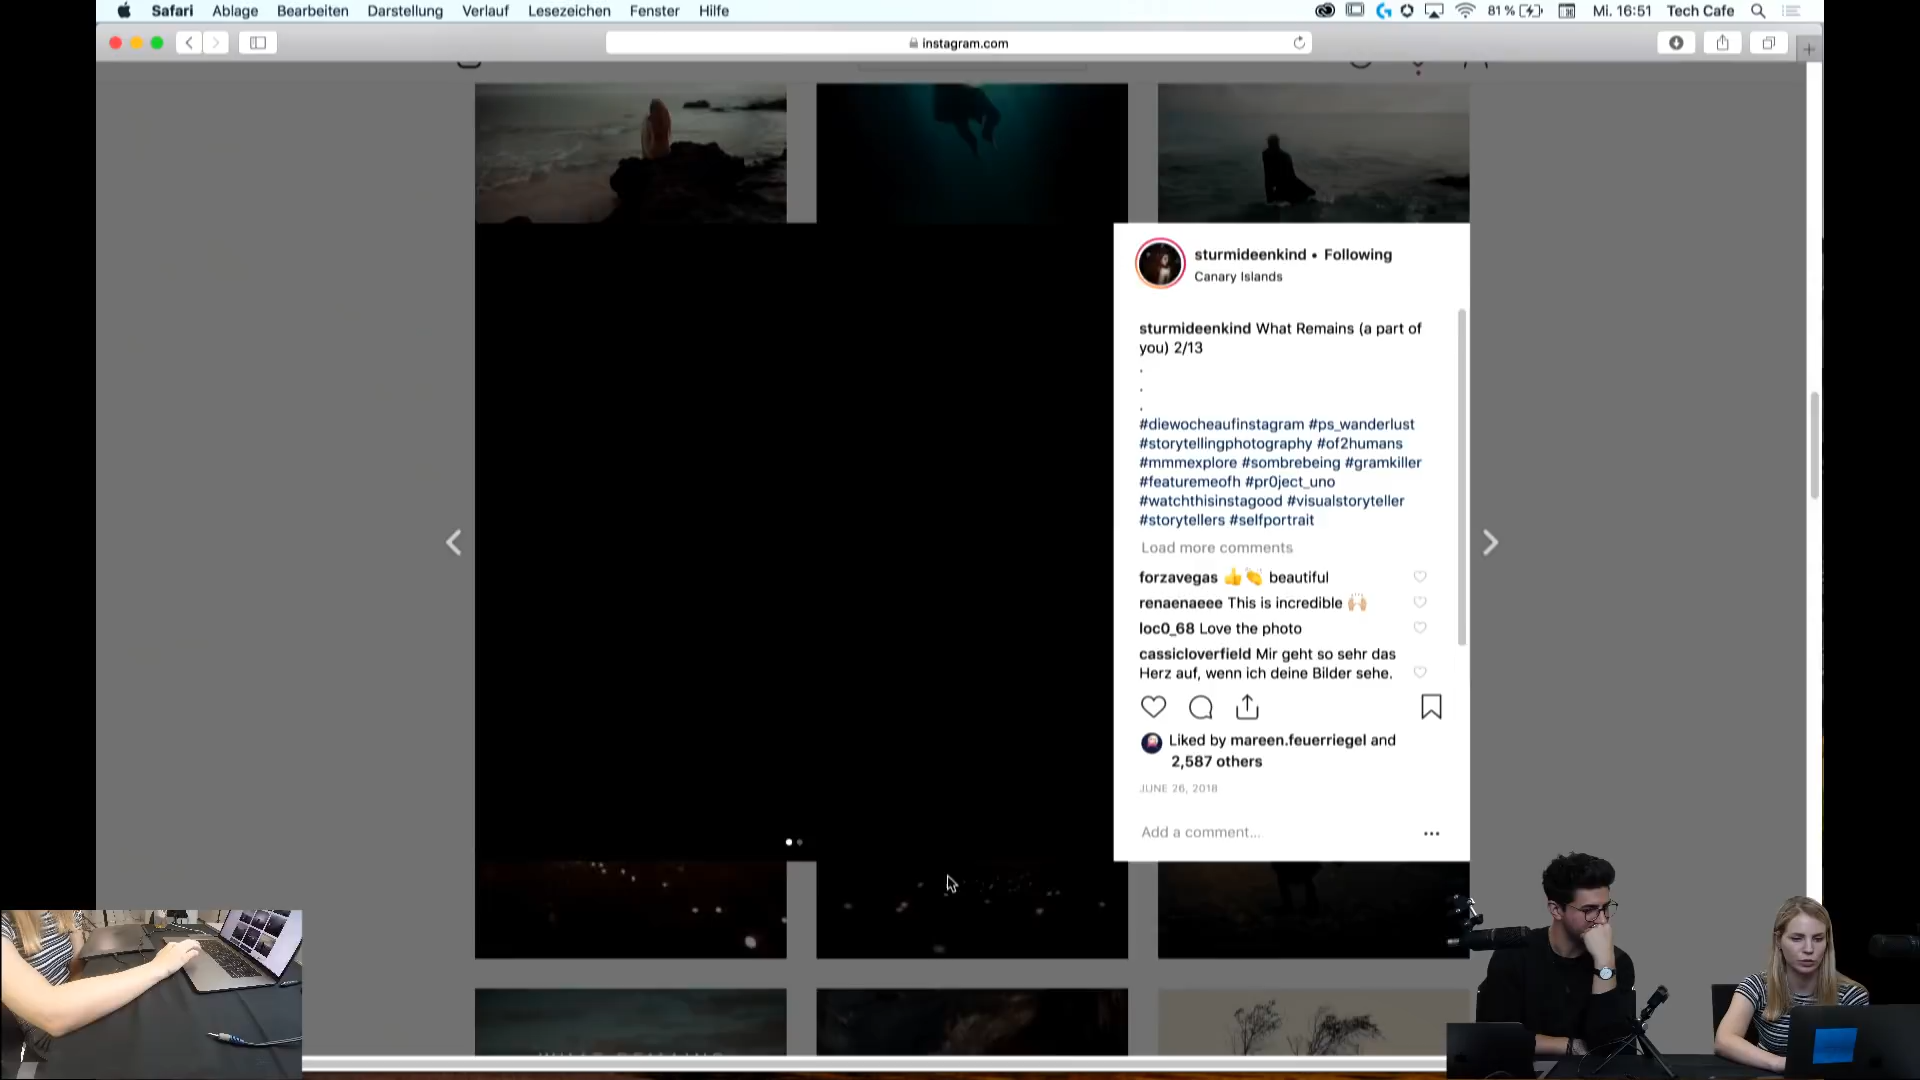 Safari Ablage Bearbeiten Darstellung Verlauf Lesezeichen Fenster Hilfe 81 % Mi. 16:51 Tech Cafe
instagram.com
sturmideenkind • Following
Canary Islands
sturmideenkind What Remains (a part of
you) 2/13
.
.
.
#diewocheaufinstagram #ps_wanderlust
#storytellingphotography #of2humans
#mmmexplore #sombrebeing #gramkiller
#featuremeofh #pr0ject_uno
#watchthisinstagood #visualstoryteller
#storytellers #selfportrait
Load more comments
forzavegas 👍👏 beautiful
renaenaeee This is incredible 🙌🏼
loc0_68 Love the photo
cassicloverfield Mir geht so sehr das
Herz auf, wenn ich deine Bilder sehe.
Liked by mareen.feuerriegel and
2,587 others
JUNE 26, 2018
Add a comment...